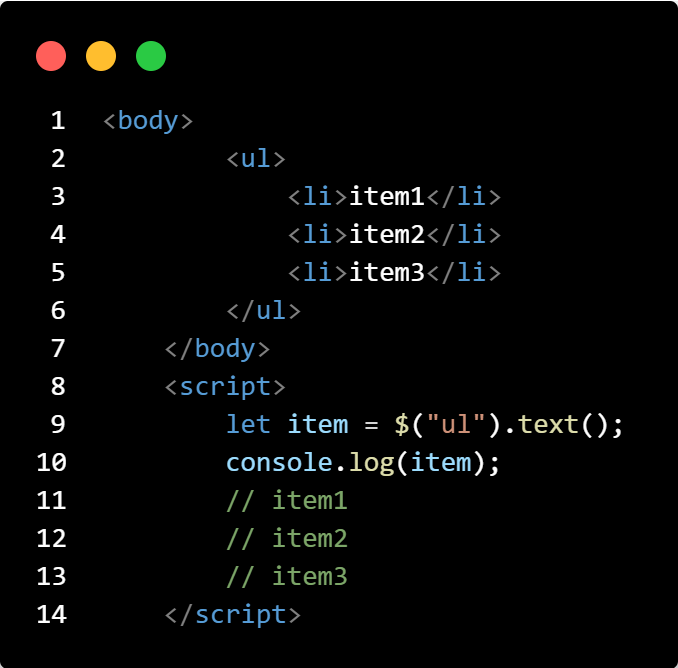 1 <body>
2 <ul>
3 <li>item1</li>
4 <li>item2</li>
5 <li>item3</li>
6 </ul>
7 </body>
8 <script>
9 let item = $("ul").text();
10 console.log(item);
11 // item1
12 // item2
13 // item3
14 </script>